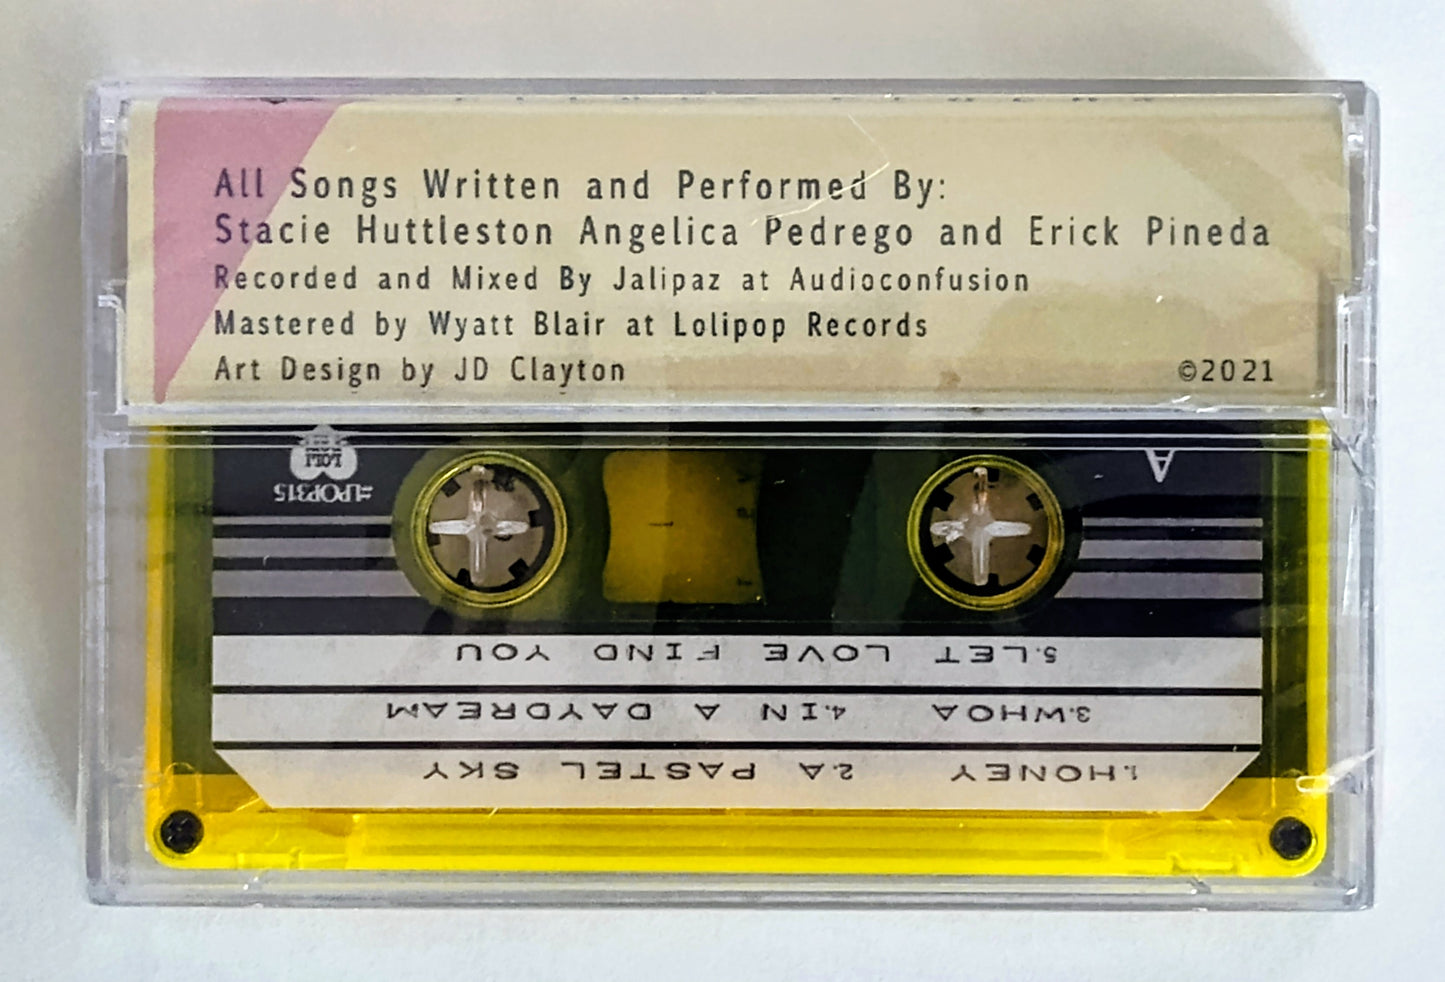 All Songs Written and Performed By:
Stacie Huttleston Angelica Pedrego and Erick Pineda
Recorded and Mixed By Jalipaz at Audioconfusion
Mastered by Wyatt Blair at Lolipop Records
Art Design by JD Clayton
©2021
1.HONEY 2.A PASTEL SKY
3.WHOA 4.IN A DAYDREAM
5.LET LOVE FIND YOU
A
#LPOP315
LOLI